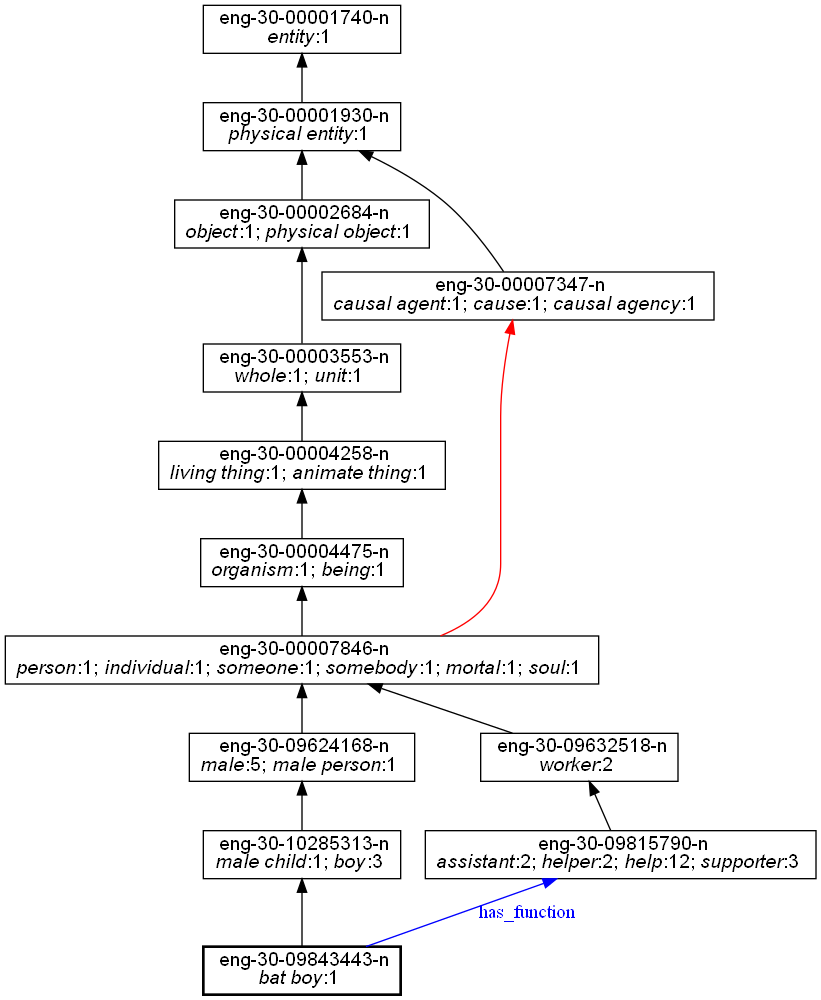 eng-30-00001740-n
entity:1
eng-30-00001930-n
physical entity:1
eng-30-00002684-n
object:1; physical object:1
eng-30-00007347-n
causal agent:1; cause:1; causal agency:1
eng-30-00003553-n
whole:1; unit:1
eng-30-00004258-n
living thing:1; animate thing:1
eng-30-00004475-n
organism:1; being:1
eng-30-00007846-n
person:1; individual:1; someone:1; somebody:1; mortal:1; soul:1
eng-30-09624168-n
male:5; male person:1
eng-30-09632518-n
worker:2
eng-30-10285313-n
male child:1; boy:3
eng-30-09815790-n
assistant:2; helper:2; help:12; supporter:3
has_function
eng-30-09843443-n
bat boy:1